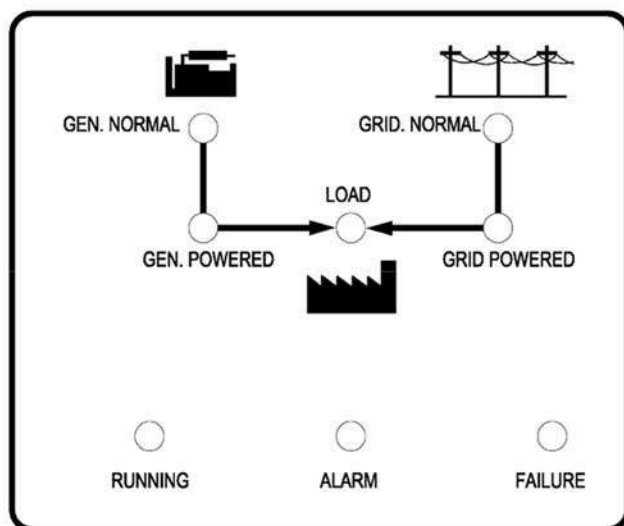 GEN. NORMAL
GRID. NORMAL
LOAD
GEN. POWERED
GRID POWERED
RUNNING
ALARM
FAILURE